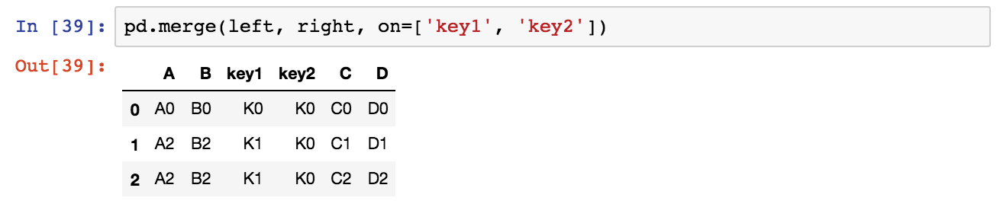 In [39]: pd.merge(left, right, on=['key1', 'key2'])
Out[39]:
A B key1 key2 C D
0 A0 B0 K0 K0 C0 D0
1 A2 B2 K1 K0 C1 D1
2 A2 B2 K1 K0 C2 D2